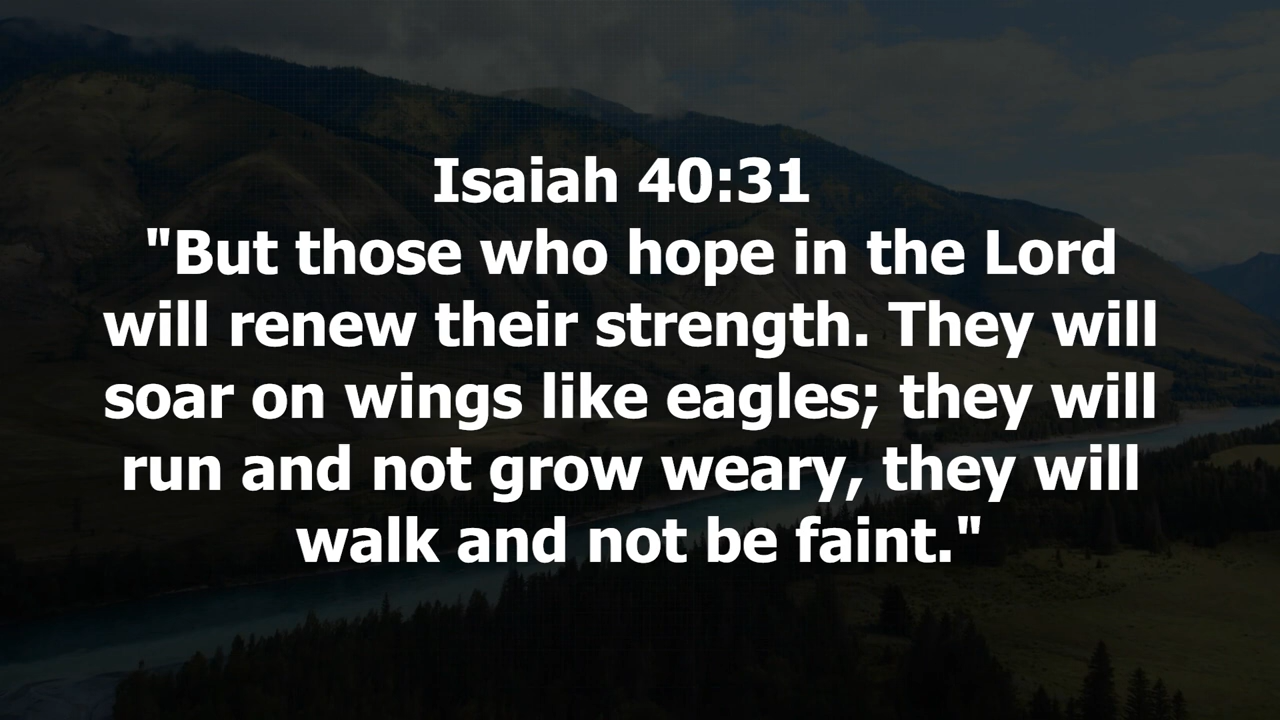 Isaiah 40:31
"But those who hope in the Lord
will renew their strength. They will
soar on wings like eagles; they will
run and not grow weary, they will
walk and not be faint."